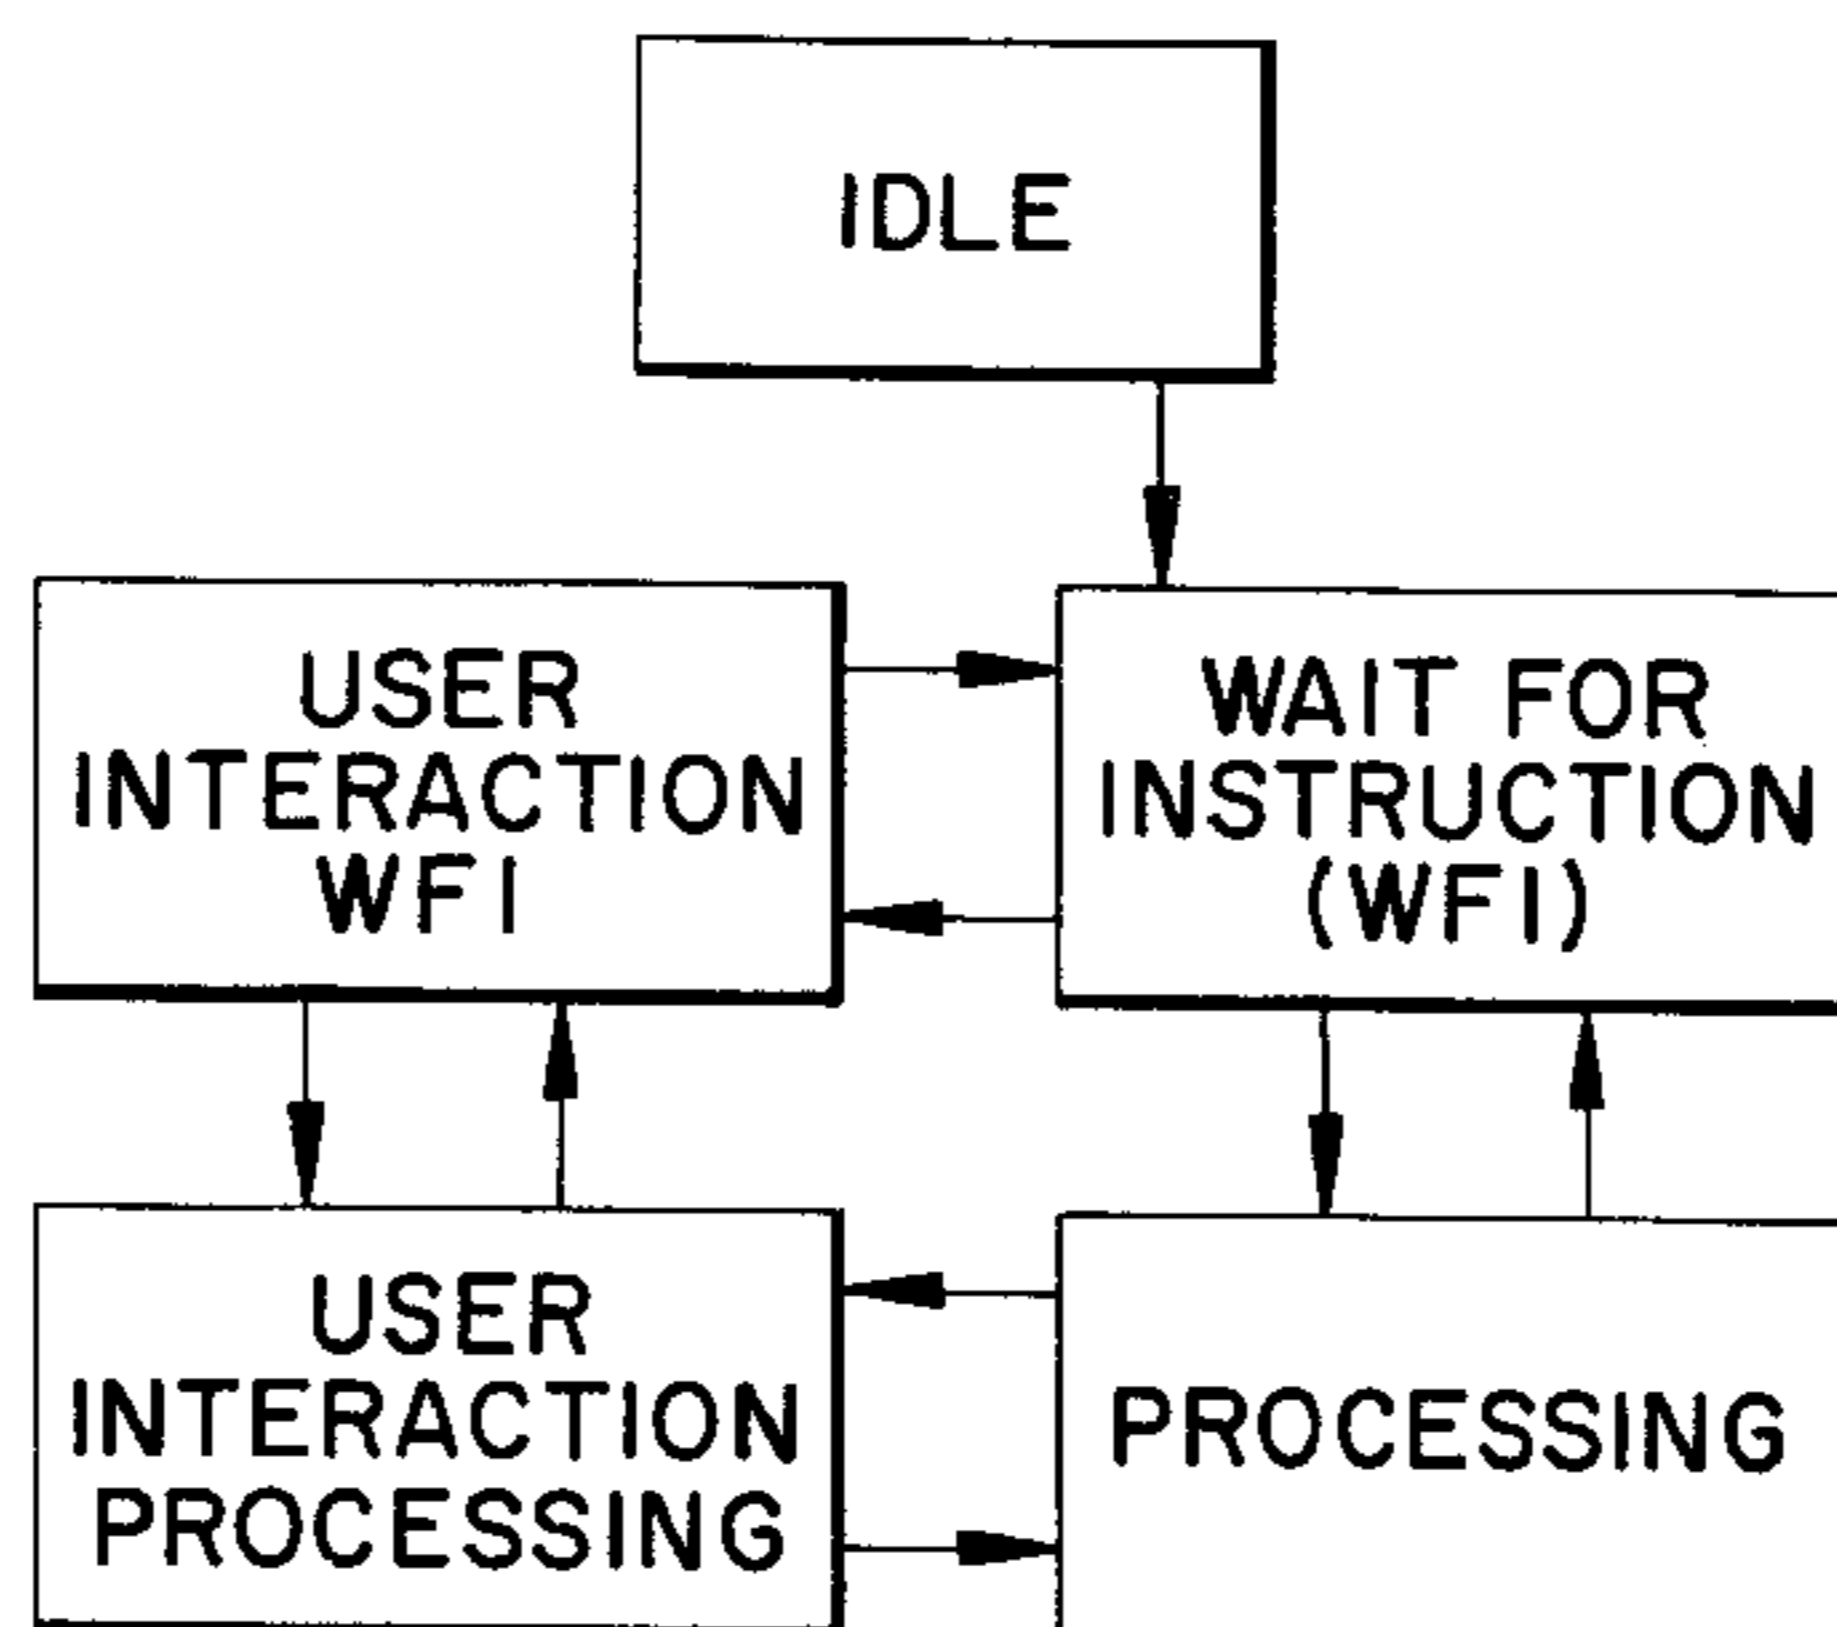 IDLE
USER
INTERACTION
WFI
WAIT FOR
INSTRUCTION
(WFI)
USER
INTERACTION
PROCESSING
PROCESSING